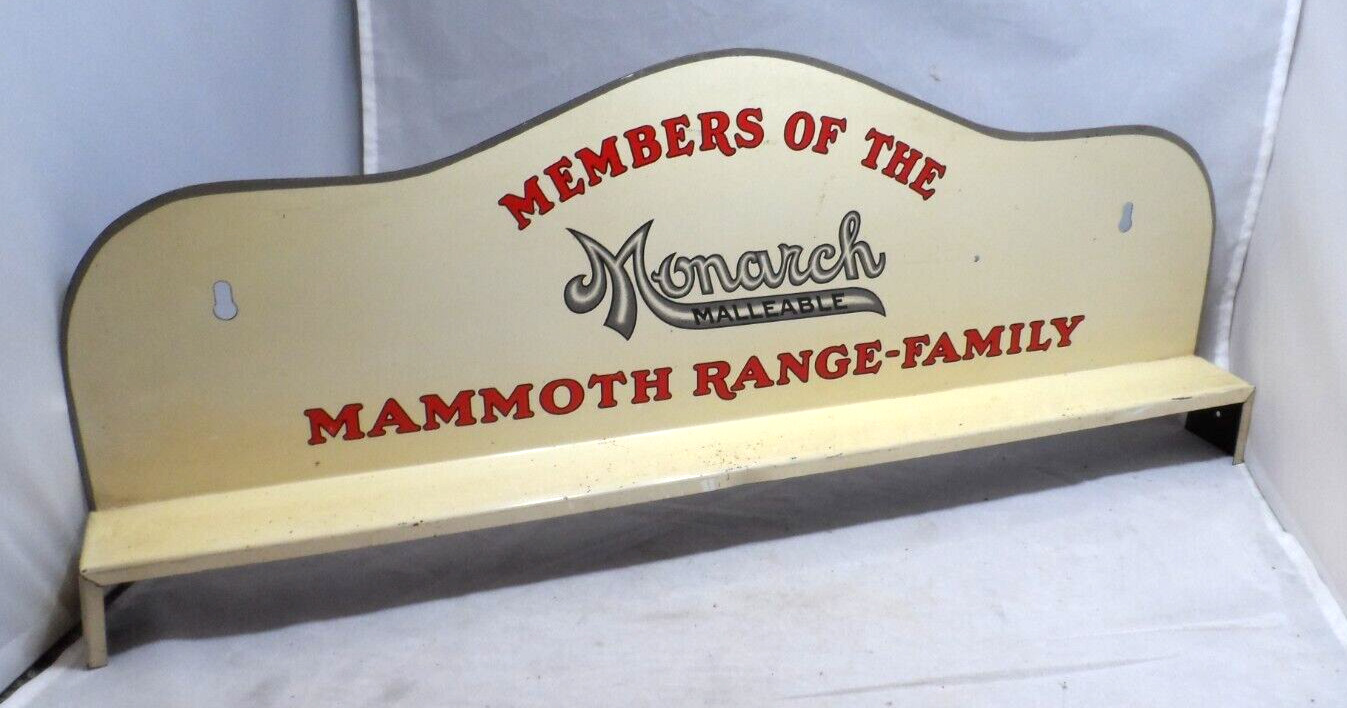 MEMBERS OF THE
Monarch
MALLEABLE
MAMMOTH RANGE-FAMILY